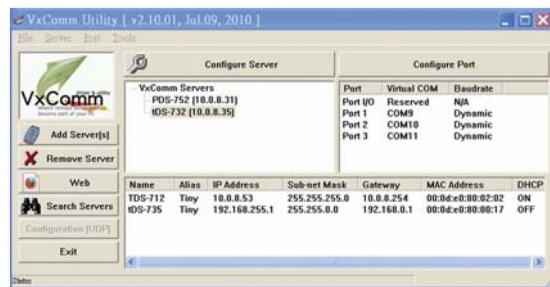 VxComm Utility [ v2.10.01, Jul.09, 2010 ]
File Server Port Tools
VxComm
Driver & utility
Add Server(s)
Remove Server
Web
Search Servers
Configuration (UDP)
Exit
Configure Server
VxComm Servers
PDS-752 (10.0.8.31)
tDS-732 (10.0.8.35)
Configure Port
Port Virtual COM Baudrate
Port I/O Reserved N/A
Port 1 COM9 Dynamic
Port 2 COM10 Dynamic
Port 3 COM11 Dynamic
Name Alias IP Address Sub-net Mask Gateway MAC Address DHCP
TDS-712 Tiny 10.0.8.53 255.255.255.0 10.0.8.254 00:0d:e0:80:02:02 ON
tDS-735 Tiny 192.168.255.1 255.255.0.0 192.168.0.1 00:0d:e0:80:00:17 OFF
Status